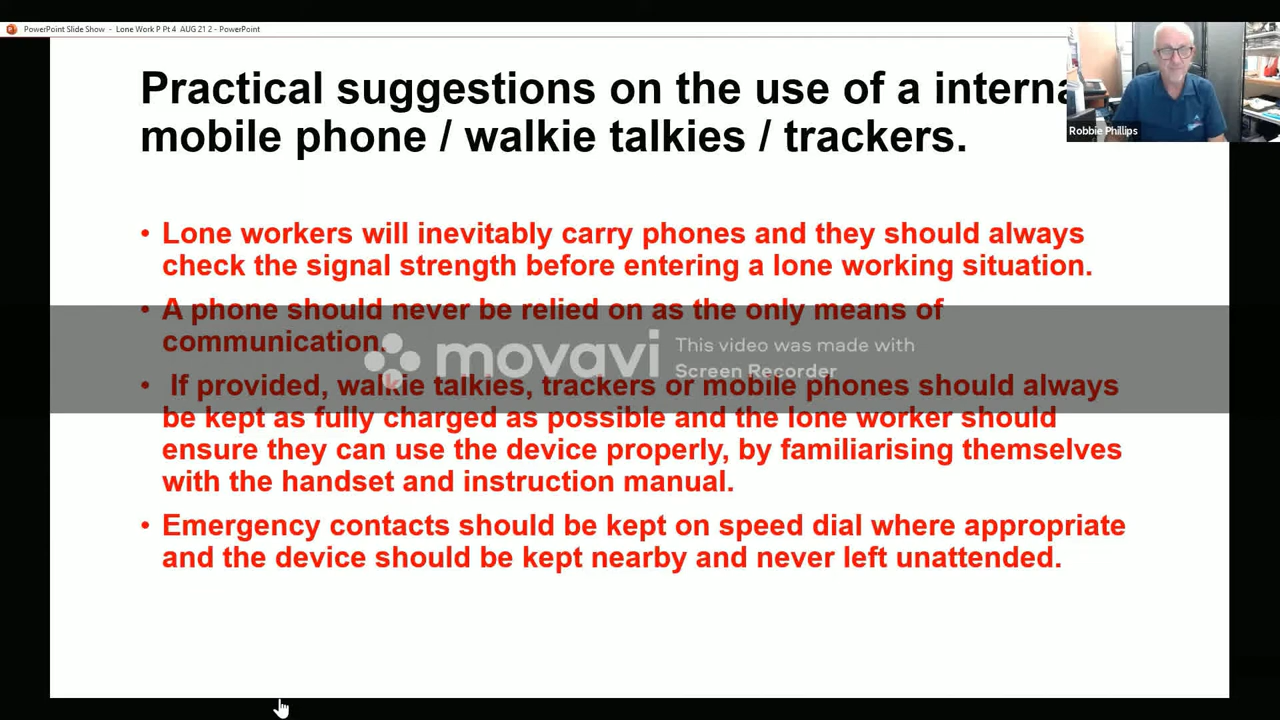 PowerPoint Slide Show - Lone Work P Pt 4 AUG 21 2 - PowerPoint
Practical suggestions on the use of a
mobile phone / walkie talkies / trackers.
Robbie Phillips
• Lone workers will inevitably carry phones and they should always
check the signal strength before entering a lone working situation.
• A phone should never be relied on as the only means of
communication.
movavi
This video was made with
Screen Recorder
• If provided, walkie talkies, trackers or mobile phones should always
be kept as fully charged as possible and the lone worker should
ensure they can use the device properly, by familiarising themselves
with the handset and instruction manual.
• Emergency contacts should be kept on speed dial where appropriate
and the device should be kept nearby and never left unattended.